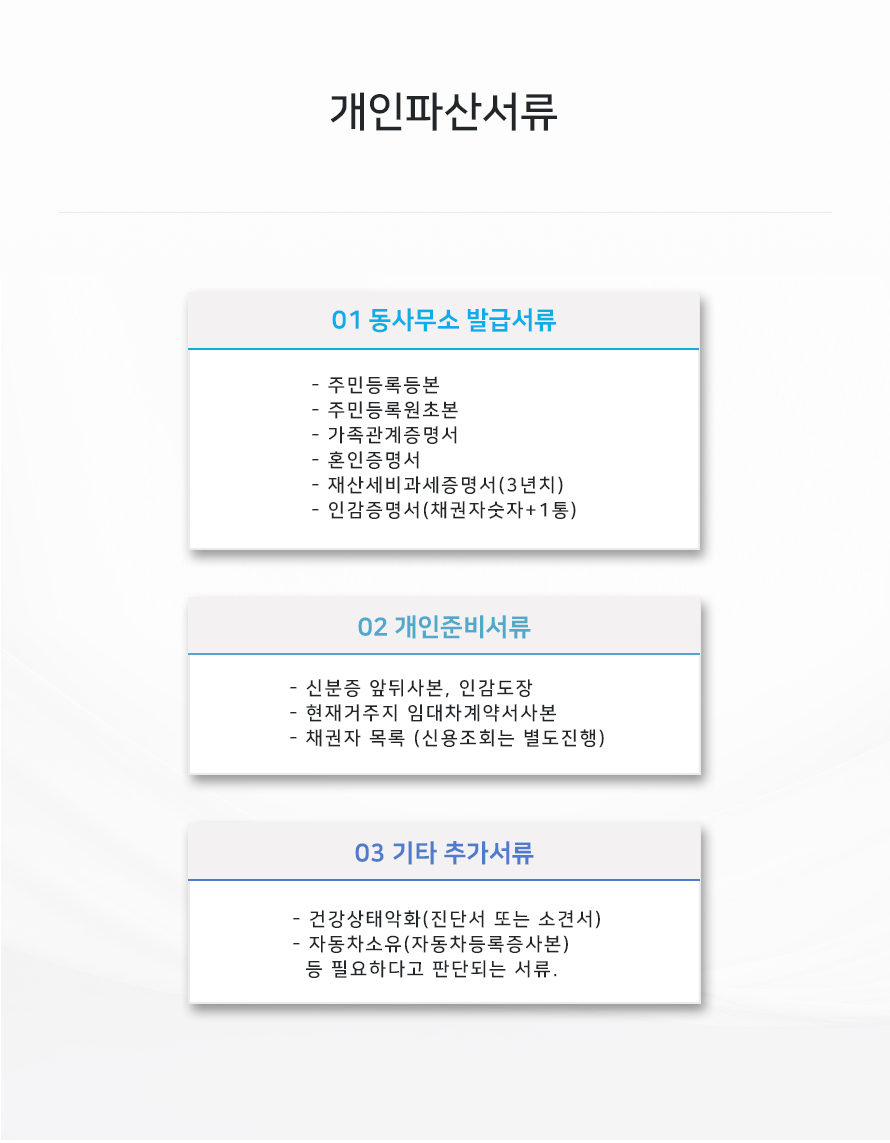 개인파산서류
01 동사무소 발급서류
- 주민등록등본
- 주민등록원초본
- 가족관계증명서
- 혼인증명서
- 재산세비과세증명서(3년치)
- 인감증명서(채권자숫자+1통)
02 개인준비서류
- 신분증 앞뒤사본, 인감도장
- 현재거주지 임대차계약서사본
- 채권자 목록 (신용조회는 별도진행)
03 기타 추가서류
- 건강상태악화(진단서 또는 소견서)
- 자동차소유(자동차등록증사본)
등 필요하다고 판단되는 서류.